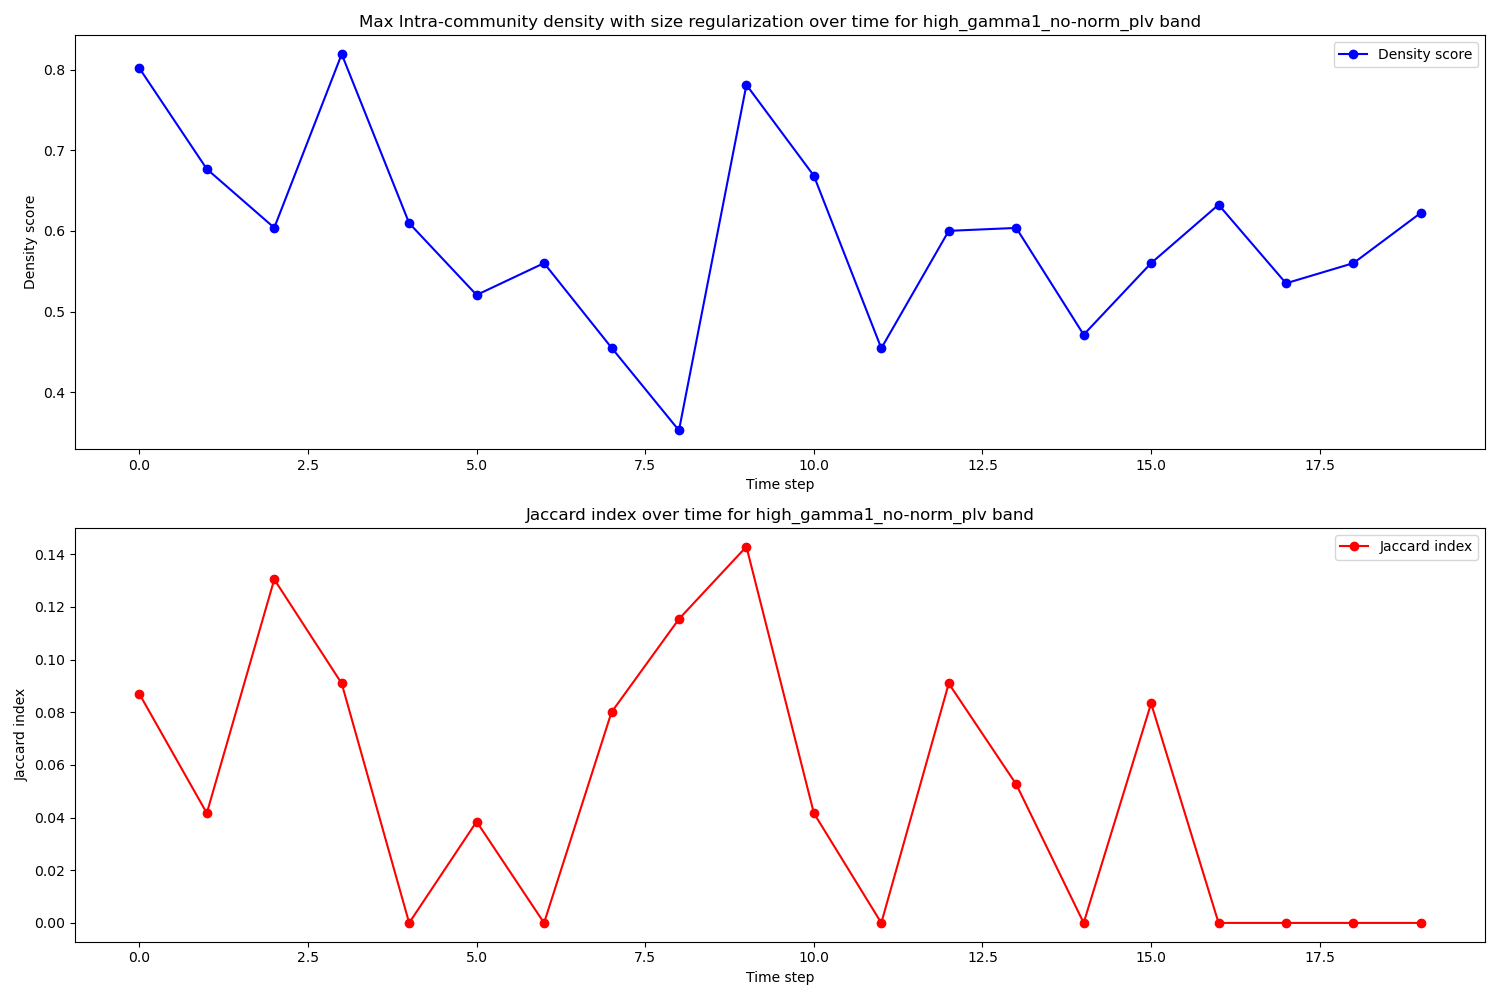 Max Intra-community density with size regularization over time for high_gamma1_no-norm_plv band
Density score
0.8
0.7
0.6
0.5
0.4
Density score
0.0 2.5 5.0 7.5 10.0 12.5 15.0 17.5
Time step
Jaccard index over time for high_gamma1_no-norm_plv band
Jaccard index
0.14
0.12
0.10
0.08
0.06
0.04
0.02
0.00
Jaccard index
0.0 2.5 5.0 7.5 10.0 12.5 15.0 17.5
Time step